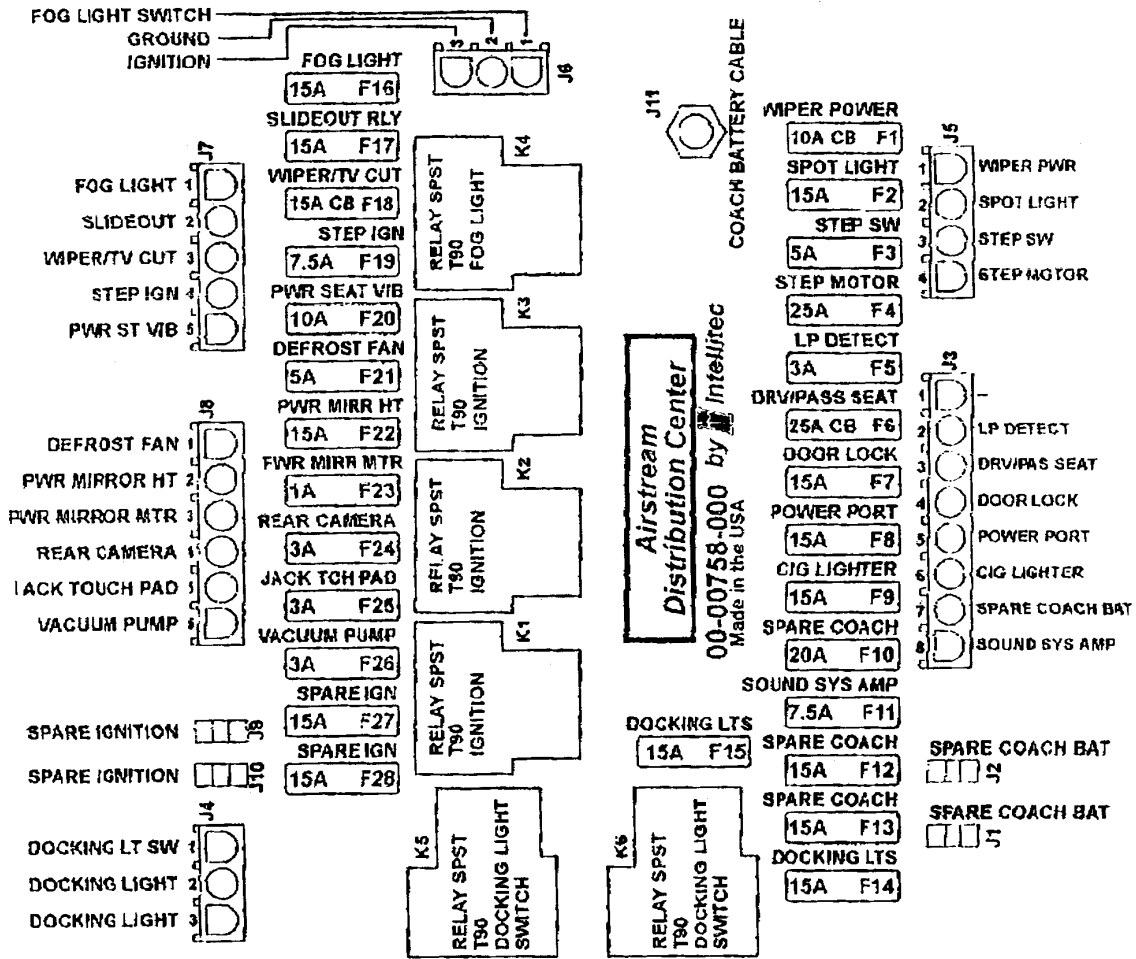 FOG LIGHT SWITCH
GROUND
IGNITION
3 2 1
J6
FOG LIGHT
15A F16
SLIDEOUT RLY
15A F17
WIPER/TV CUT
15A CB F18
STEP IGN
7.5A F19
PWR SEAT VIB
10A F20
DEFROST FAN
5A F21
PWR MIRR HT
15A F22
PWR MIRR MTR
1A F23
REAR CAMERA
3A F24
JACK TCH PAD
3A F25
VACUUM PUMP
3A F26
SPARE IGN
15A F27
SPARE IGN
15A F28
J7
FOG LIGHT 1
SLIDEOUT 2
WIPER/TV CUT 3
STEP IGN 4
PWR ST VIB 5
J8
DEFROST FAN 1
PWR MIRROR HT 2
PWR MIRROR MTR 3
REAR CAMERA 4
JACK TOUCH PAD 5
VACUUM PUMP 6
SPARE IGNITION J9
SPARE IGNITION J10
J4
DOCKING LT SW 1
DOCKING LIGHT 2
DOCKING LIGHT 3
K4
RELAY SPST
T90
FOG LIGHT
K3
RELAY SPST
T90
IGNITION
K2
RELAY SPST
T90
IGNITION
K1
RELAY SPST
T90
IGNITION
K5
RELAY SPST
T90
DOCKING LIGHT
SWITCH
K6
RELAY SPST
T90
DOCKING LIGHT
SWITCH
J11
COACH BATTERY CABLE
Airstream
Distribution Center
00-00758-000 by Intellitec
Made in the USA
DOCKING LTS
15A F15
WIPER POWER
10A CB F1
SPOT LIGHT
15A F2
STEP SW
5A F3
STEP MOTOR
25A F4
LP DETECT
3A F5
DRV/PASS SEAT
25A CB F6
DOOR LOCK
15A F7
POWER PORT
15A F8
CIG LIGHTER
15A F9
SPARE COACH
20A F10
SOUND SYS AMP
7.5A F11
SPARE COACH
15A F12
SPARE COACH
15A F13
DOCKING LTS
15A F14
J5
1 WIPER PWR
2 SPOT LIGHT
3 STEP SW
4 STEP MOTOR
J3
1 –
2 LP DETECT
3 DRV/PAS SEAT
4 DOOR LOCK
5 POWER PORT
6 CIG LIGHTER
7 SPARE COACH BAT
8 SOUND SYS AMP
SPARE COACH BAT
J2
SPARE COACH BAT
J1